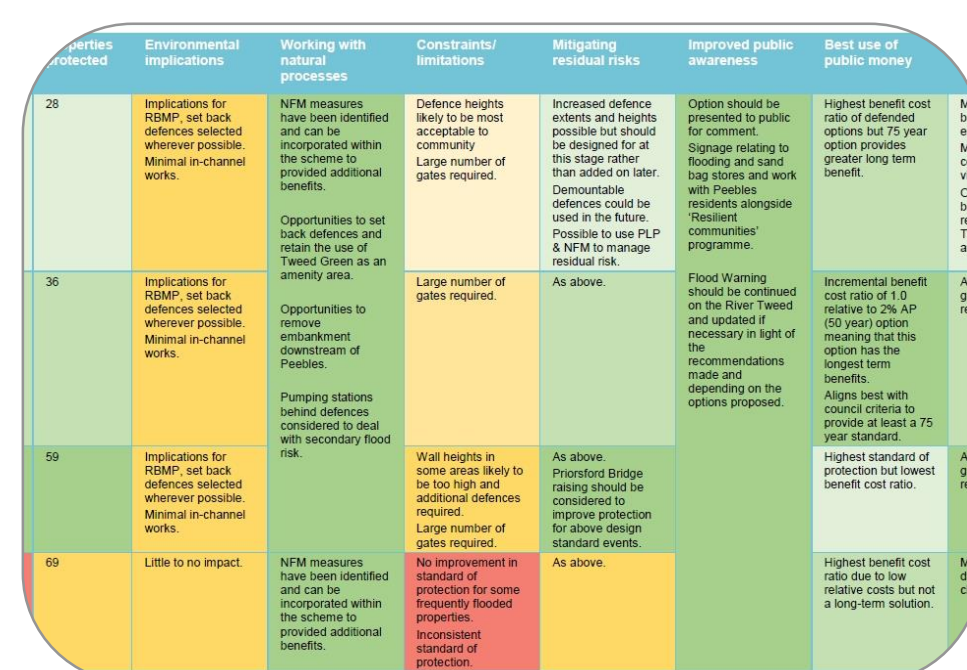 Environmental
implications
Working with
natural
processes
Constraints/
limitations
Mitigating
residual risks
Improved public
awareness
Best use of
public money
28
Implications for
RBMP, set back
defences selected
wherever possible.
Minimal in-channel
works.
NFM measures
have been identified
and can be
incorporated within
the scheme to
provided additional
benefits.
Opportunities to set
back defences and
retain the use of
Tweed Green as an
amenity area.
Opportunities to
remove
embankment
downstream of
Peebles.
Pumping stations
behind defences
considered to deal
with secondary flood
risk.
Defence heights
likely to be most
acceptable to
community
Large number of
gates required.
Increased defence
extents and heights
possible but should
be designed for at
this stage rather
than added on later.
Demountable
defences could be
used in the future.
Possible to use PLP
& NFM to manage
residual risk.
Option should be
presented to public
for comment.
Signage relating to
flooding and sand
bag stores and work
with Peebles
residents alongside
‘Resilient
communities’
programme.
Flood Warning
should be continued
on the River Tweed
and updated if
necessary in light of
the
recommendations
made and
depending on the
options proposed.
Highest benefit cost
ratio of defended
options but 75 year
option provides
greater long term
benefit.
36
Implications for
RBMP, set back
defences selected
wherever possible.
Minimal in-channel
works.
Large number of
gates required.
As above.
Incremental benefit
cost ratio of 1.0
relative to 2% AP
(50 year) option
meaning that this
option has the
longest term
benefits.
Aligns best with
council criteria to
provide at least a 75
year standard.
59
Implications for
RBMP, set back
defences selected
wherever possible.
Minimal in-channel
works.
Wall heights in
some areas likely to
be too high and
additional defences
required.
Large number of
gates required.
As above.
Priorsford Bridge
raising should be
considered to
improve protection
for above design
standard events.
Highest standard of
protection but lowest
benefit cost ratio.
69
Little to no impact.
NFM measures
have been identified
and can be
incorporated within
the scheme to
provided additional
benefits.
No improvement in
standard of
protection for some
frequently flooded
properties.
Inconsistent
standard of
protection.
As above.
Highest benefit cost
ratio due to low
relative costs but not
a long-term solution.